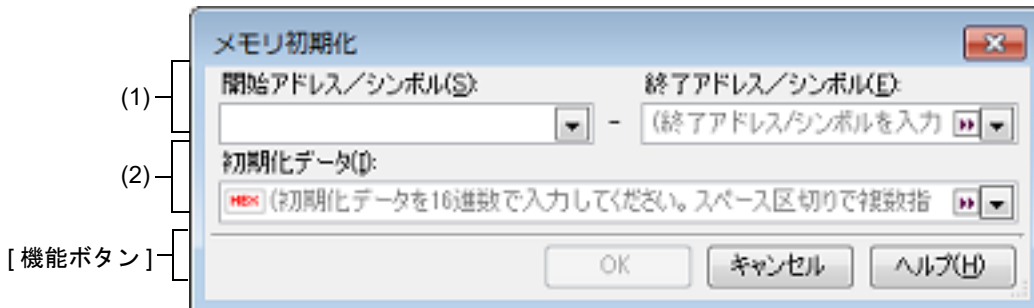 メモリ初期化
(1)
開始アドレス/シンボル(S): 終了アドレス/シンボル(E):
- (終了アドレス/シンボルを入力
(2)
初期化データ(I):
HEX (初期化データを16進数で入力してください。スペース区切りで複数指
[ 機能ボタン ]
OK キャンセル ヘルプ(H)